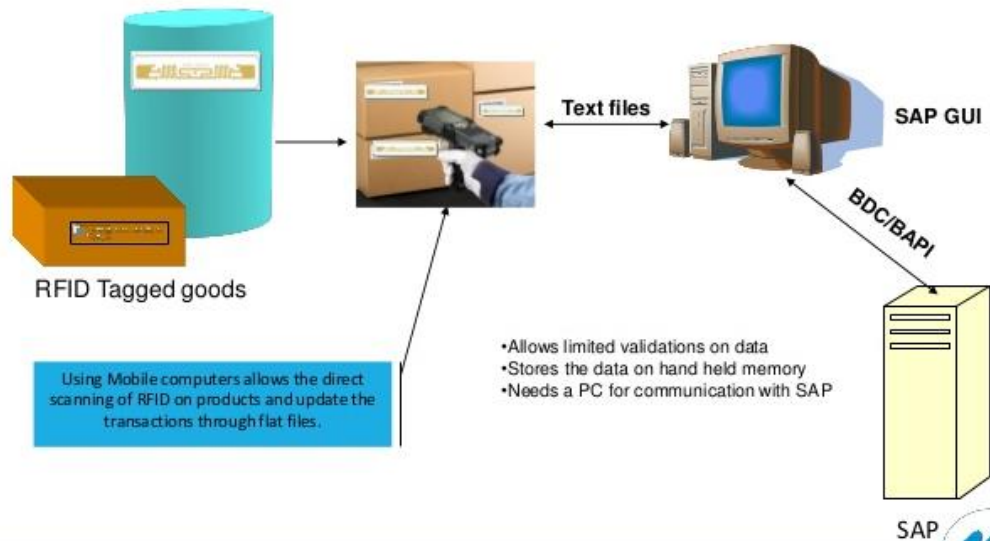 Text files
SAP GUI
BDC/BAPI
RFID Tagged goods
•Allows limited validations on data
•Stores the data on hand held memory
•Needs a PC for communication with SAP
Using Mobile computers allows the direct
scanning of RFID on products and update the
transactions through flat files.
SAP